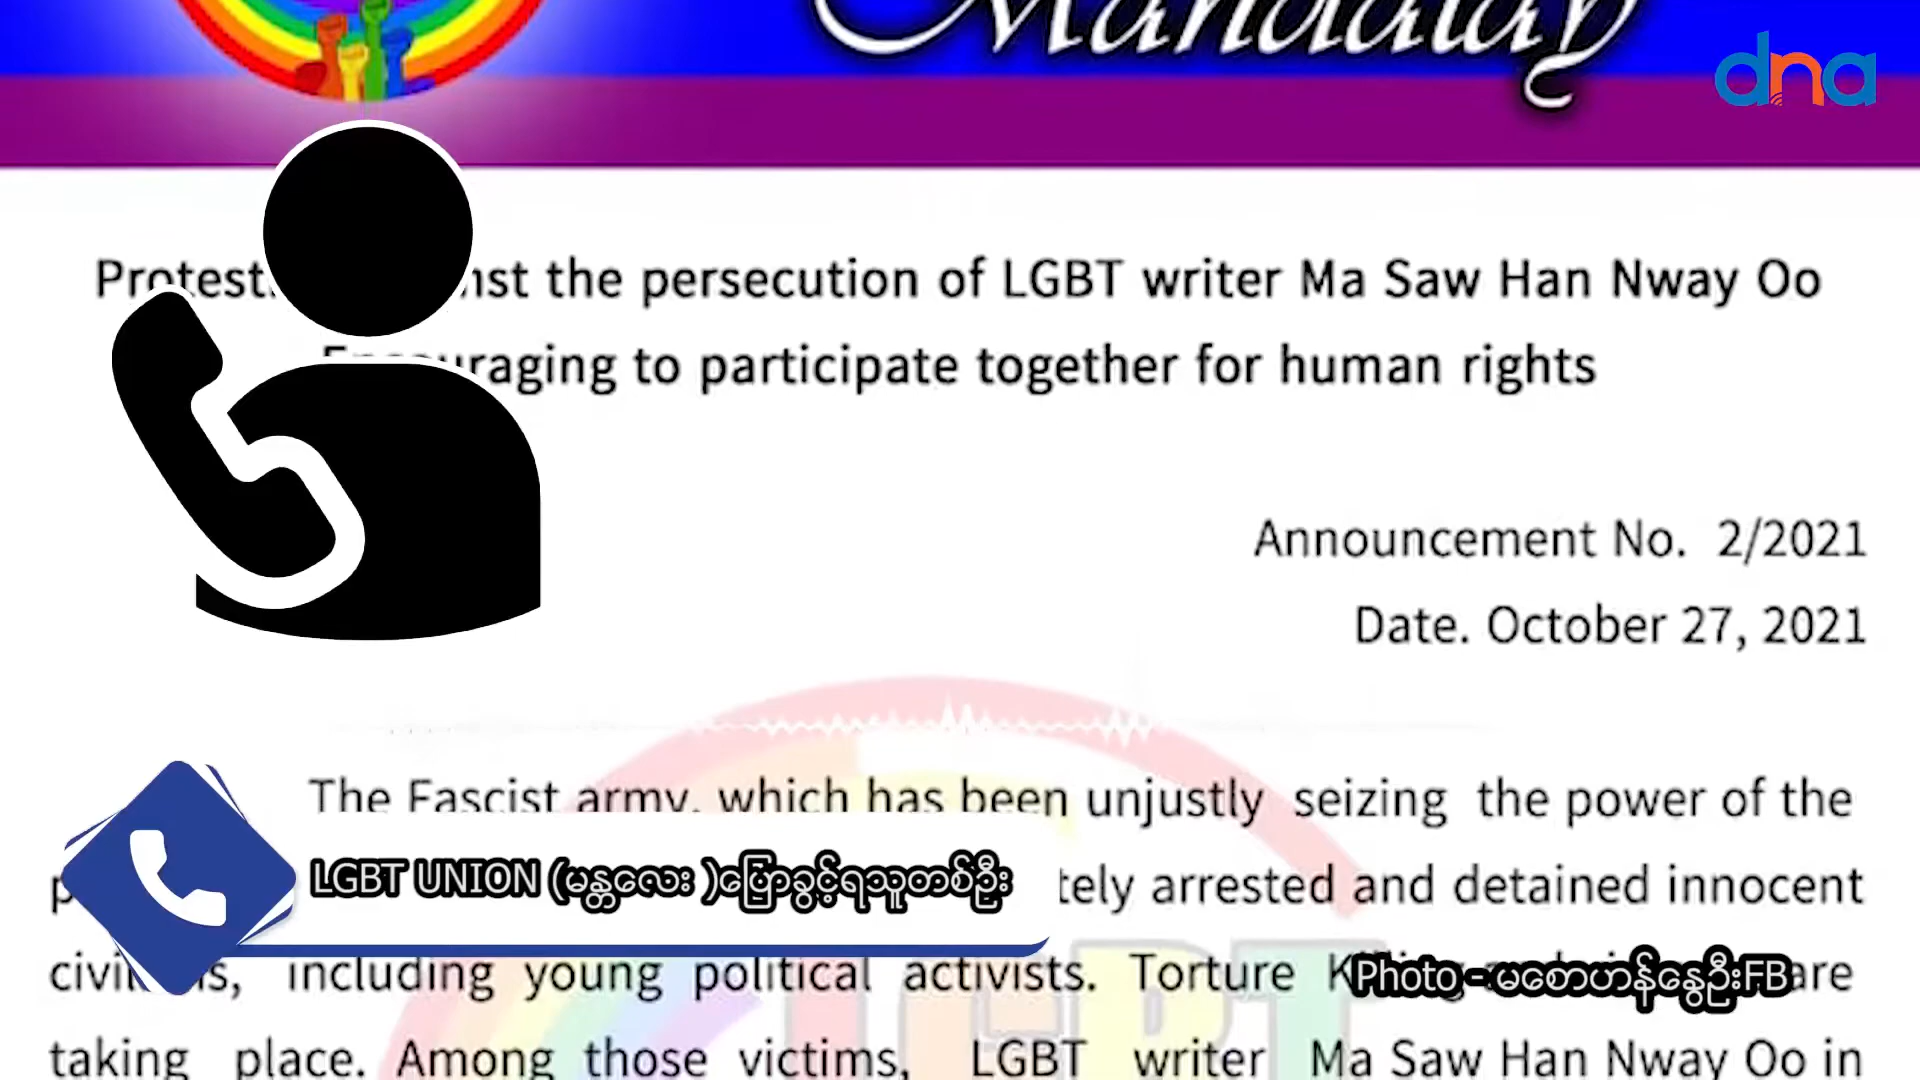 Mandalay
dna
the persecution of LGBT writer Ma Saw Han Nway Oo
to participate together for human rights
Announcement No. 2/2021
Date. October 27, 2021
The Fascist army, which has been unjustly seizing the power of the
LGBT UNION (မန္တလေး )ပြောခွင့်ရသူတစ်ဦး
arrested and detained innocent
including young political activists. Torture are
Photo - မစောဟန်နွေဦးFB
taking place. Among those victims, LGBT writer Ma Saw Han Nway Oo in